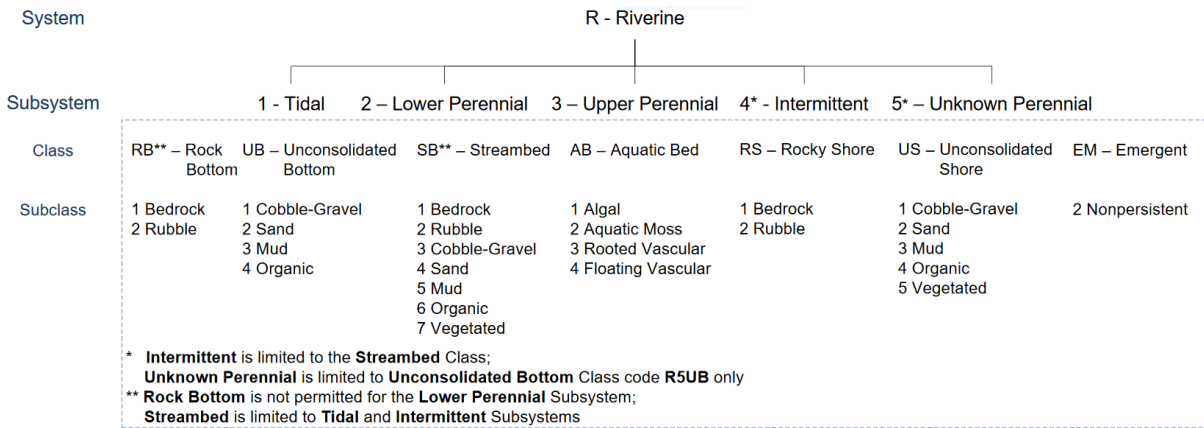 System
R - Riverine
Subsystem
1 - Tidal
2 – Lower Perennial
3 – Upper Perennial
4* - Intermittent
5* – Unknown Perennial
Class
RB** – Rock
Bottom
UB – Unconsolidated
Bottom
SB** – Streambed
AB – Aquatic Bed
RS – Rocky Shore
US – Unconsolidated
Shore
EM – Emergent
Subclass
1 Bedrock
2 Rubble
1 Cobble-Gravel
2 Sand
3 Mud
4 Organic
1 Bedrock
2 Rubble
3 Cobble-Gravel
4 Sand
5 Mud
6 Organic
7 Vegetated
1 Algal
2 Aquatic Moss
3 Rooted Vascular
4 Floating Vascular
1 Bedrock
2 Rubble
1 Cobble-Gravel
2 Sand
3 Mud
4 Organic
5 Vegetated
2 Nonpersistent
* Intermittent is limited to the Streambed Class;
Unknown Perennial is limited to Unconsolidated Bottom Class code R5UB only
** Rock Bottom is not permitted for the Lower Perennial Subsystem;
Streambed is limited to Tidal and Intermittent Subsystems